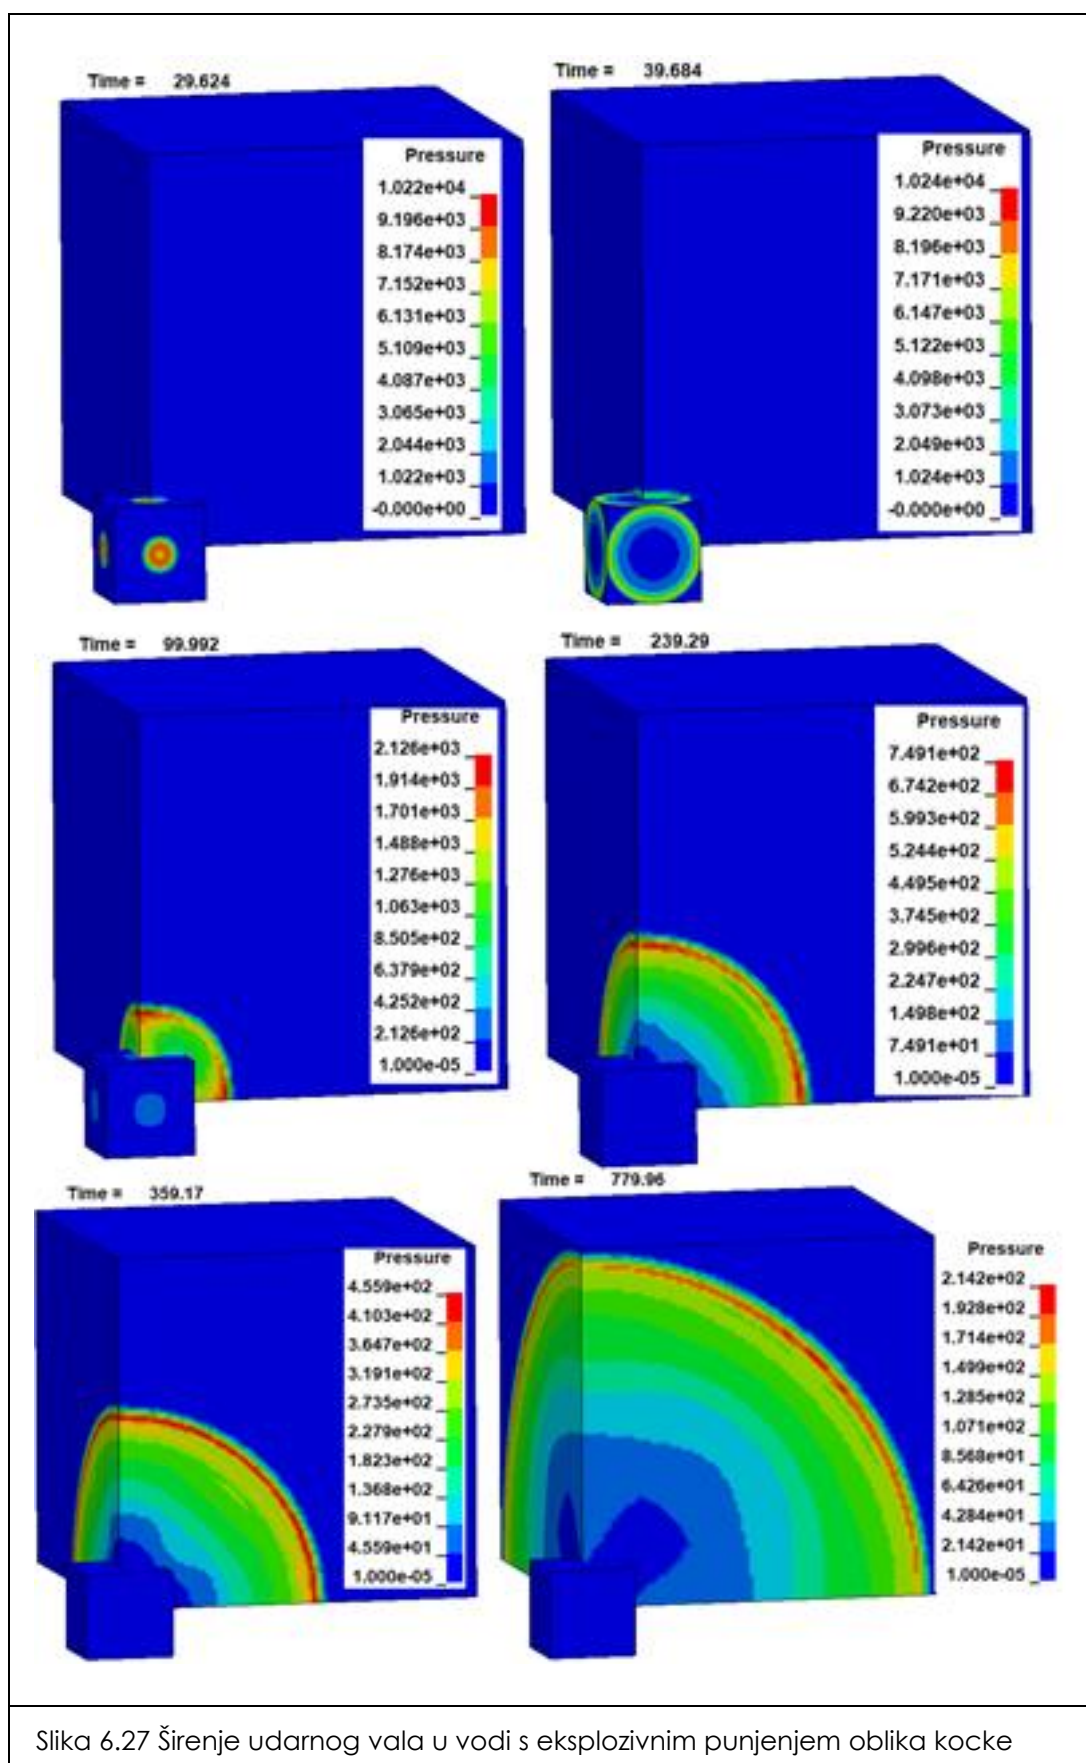 Time = 29.624
Pressure
1.022e+04
9.196e+03
8.174e+03
7.152e+03
6.131e+03
5.109e+03
4.087e+03
3.065e+03
2.044e+03
1.022e+03
-0.000e+00
Time = 39.684
Pressure
1.024e+04
9.220e+03
8.196e+03
7.171e+03
6.147e+03
5.122e+03
4.098e+03
3.073e+03
2.049e+03
1.024e+03
-0.000e+00
Time = 99.992
Pressure
2.126e+03
1.914e+03
1.701e+03
1.488e+03
1.276e+03
1.063e+03
8.505e+02
6.379e+02
4.252e+02
2.126e+02
1.000e-05
Time = 239.29
Pressure
7.491e+02
6.742e+02
5.993e+02
5.244e+02
4.495e+02
3.745e+02
2.996e+02
2.247e+02
1.498e+02
7.491e+01
1.000e-05
Time = 359.17
Pressure
4.559e+02
4.103e+02
3.647e+02
3.191e+02
2.735e+02
2.279e+02
1.823e+02
1.368e+02
9.117e+01
4.559e+01
1.000e-05
Time = 779.96
Pressure
2.142e+02
1.928e+02
1.714e+02
1.499e+02
1.285e+02
1.071e+02
8.568e+01
6.426e+01
4.284e+01
2.142e+01
1.000e-05
Slika 6.27 Širenje udarnog vala u vodi s eksplozivnim punjenjem oblika kocke